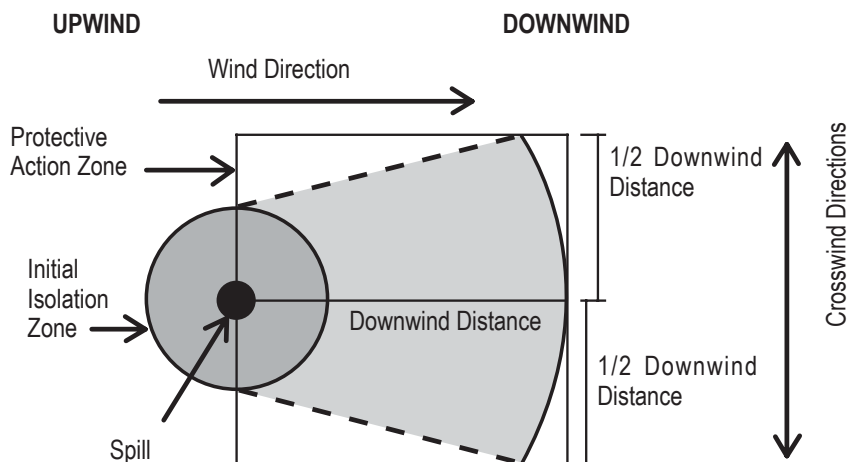 UPWIND
DOWNWIND
Wind Direction
Protective
Action Zone
1/2 Downwind
Distance
Crosswind Directions
Initial
Isolation
Zone
Downwind Distance
1/2 Downwind
Distance
Spill